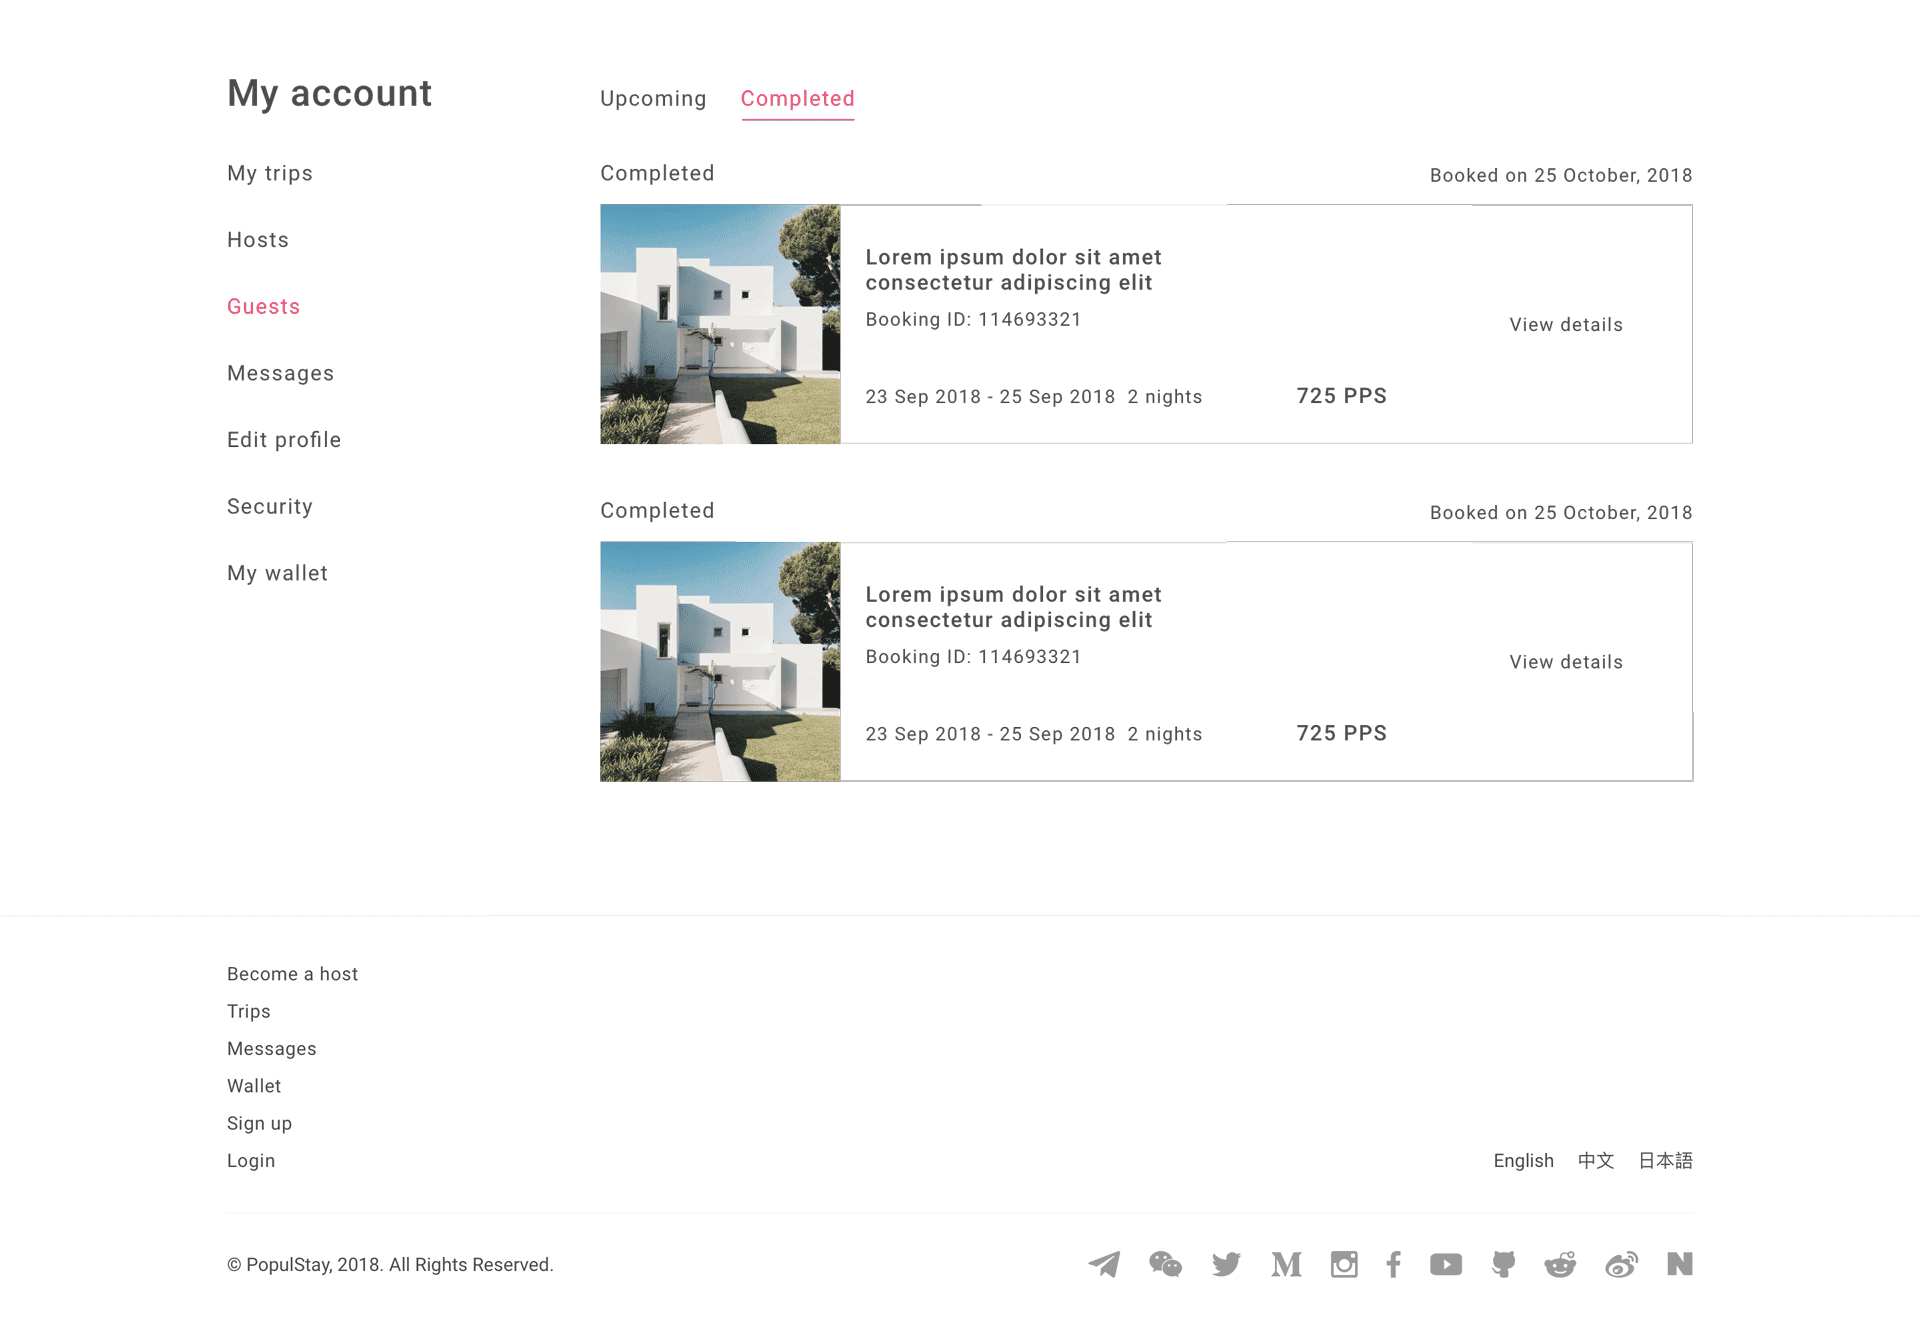 My account
Upcoming Completed
My trips
Hosts
Guests
Messages
Edit profile
Security
My wallet
Completed
Booked on 25 October, 2018
Lorem ipsum dolor sit amet
consectetur adipiscing elit
Booking ID: 114693321
View details
23 Sep 2018 - 25 Sep 2018 2 nights
725 PPS
Completed
Booked on 25 October, 2018
Lorem ipsum dolor sit amet
consectetur adipiscing elit
Booking ID: 114693321
View details
23 Sep 2018 - 25 Sep 2018 2 nights
725 PPS
Become a host
Trips
Messages
Wallet
Sign up
Login
English 中文 日本語
© PopulStay, 2018. All Rights Reserved.